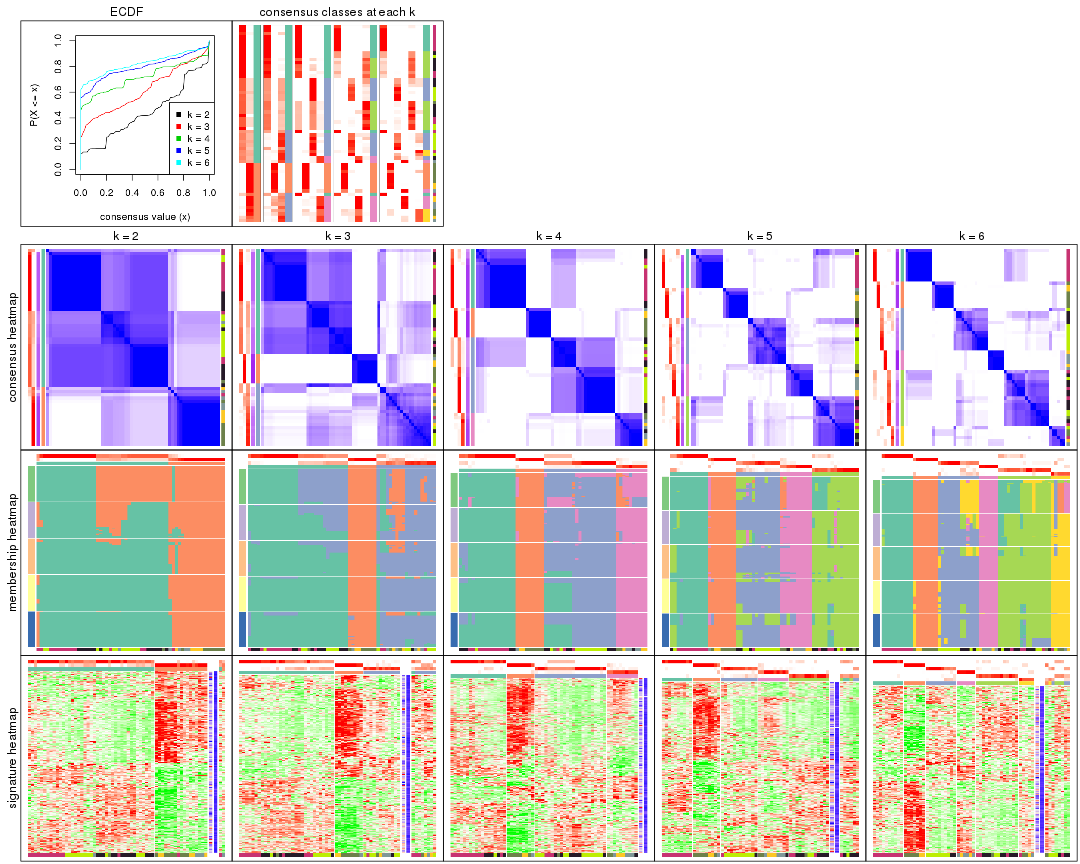 ECDF
consensus classes at each k
P(X <= x)
0.0 0.2 0.4 0.6 0.8 1.0
k = 2
k = 3
k = 4
k = 5
k = 6
0.0 0.2 0.4 0.6 0.8 1.0
consensus value (x)
k = 2
k = 3
k = 4
k = 5
k = 6
consensus heatmap
membership heatmap
signature heatmap